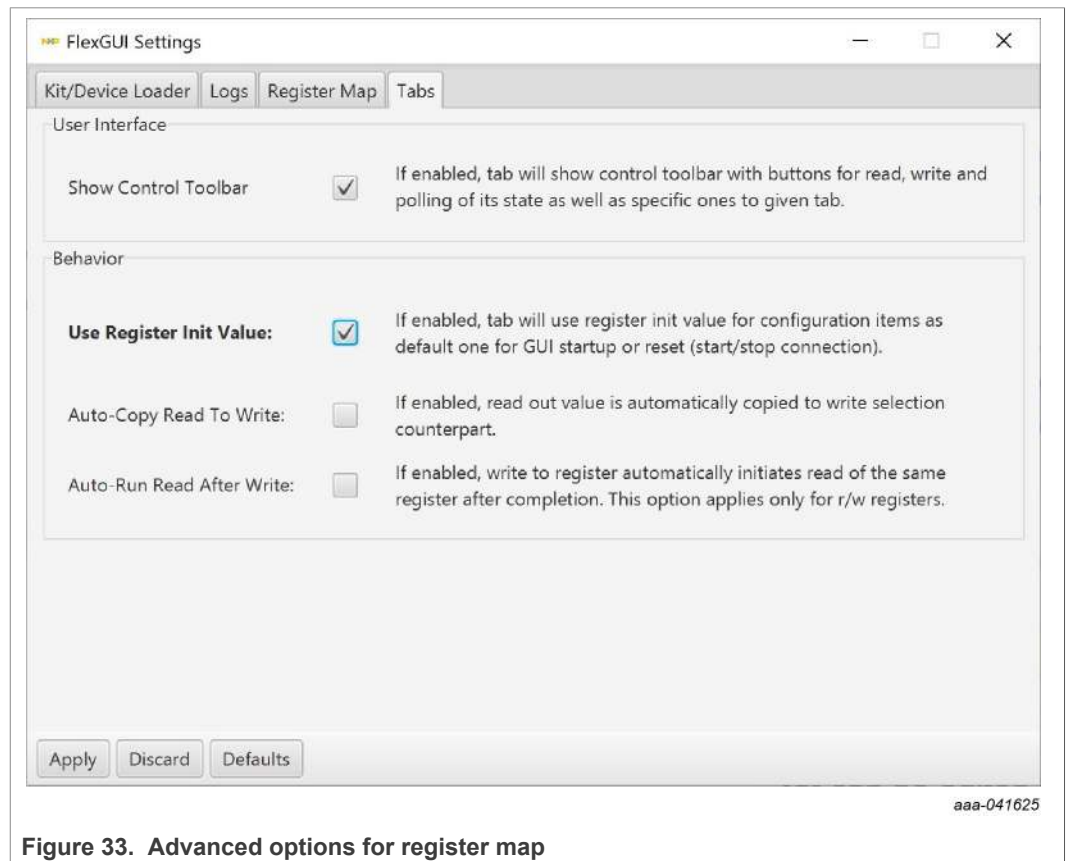 NXP FlexGUI Settings
Kit/Device Loader Logs Register Map Tabs
User Interface
Show Control Toolbar
If enabled, tab will show control toolbar with buttons for read, write and
polling of its state as well as specific ones to given tab.
Behavior
Use Register Init Value:
If enabled, tab will use register init value for configuration items as
default one for GUI startup or reset (start/stop connection).
Auto-Copy Read To Write:
If enabled, read out value is automatically copied to write selection
counterpart.
Auto-Run Read After Write:
If enabled, write to register automatically initiates read of the same
register after completion. This option applies only for r/w registers.
Apply Discard Defaults
aaa-041625
Figure 33. Advanced options for register map